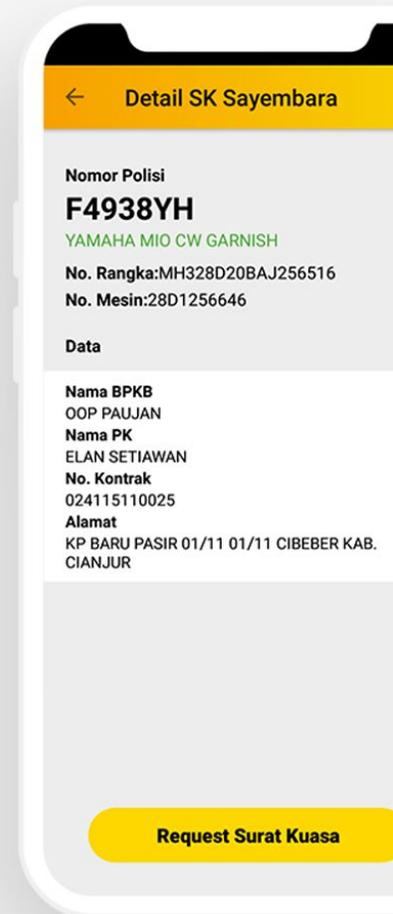 Detail SK Sayembara
Nomor Polisi
F4938YH
YAMAHA MIO CW GARNISH
No. Rangka:MH328D20BAJ256516
No. Mesin:28D1256646
Data
Nama BPKB
OOP PAUJAN
Nama PK
ELAN SETIAWAN
No. Kontrak
024115110025
Alamat
KP BARU PASIR 01/11 01/11 CIBEBER KAB.
CIANJUR
Request Surat Kuasa